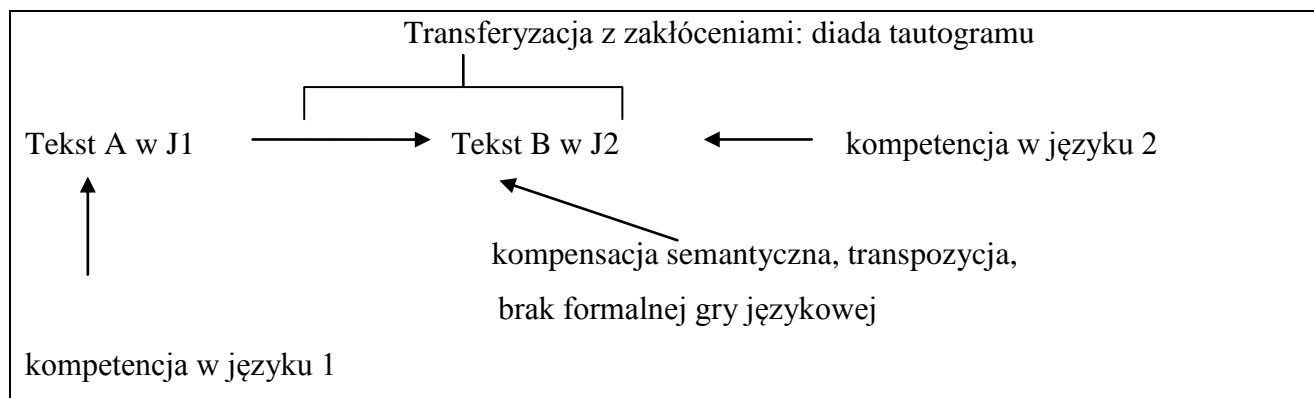 Transferyzacja z zakłóceniami: diada tautogramu
Tekst A w J1
Tekst B w J2
kompetencja w języku 2
kompensacja semantyczna, transpozycja,
brak formalnej gry językowej
kompetencja w języku 1